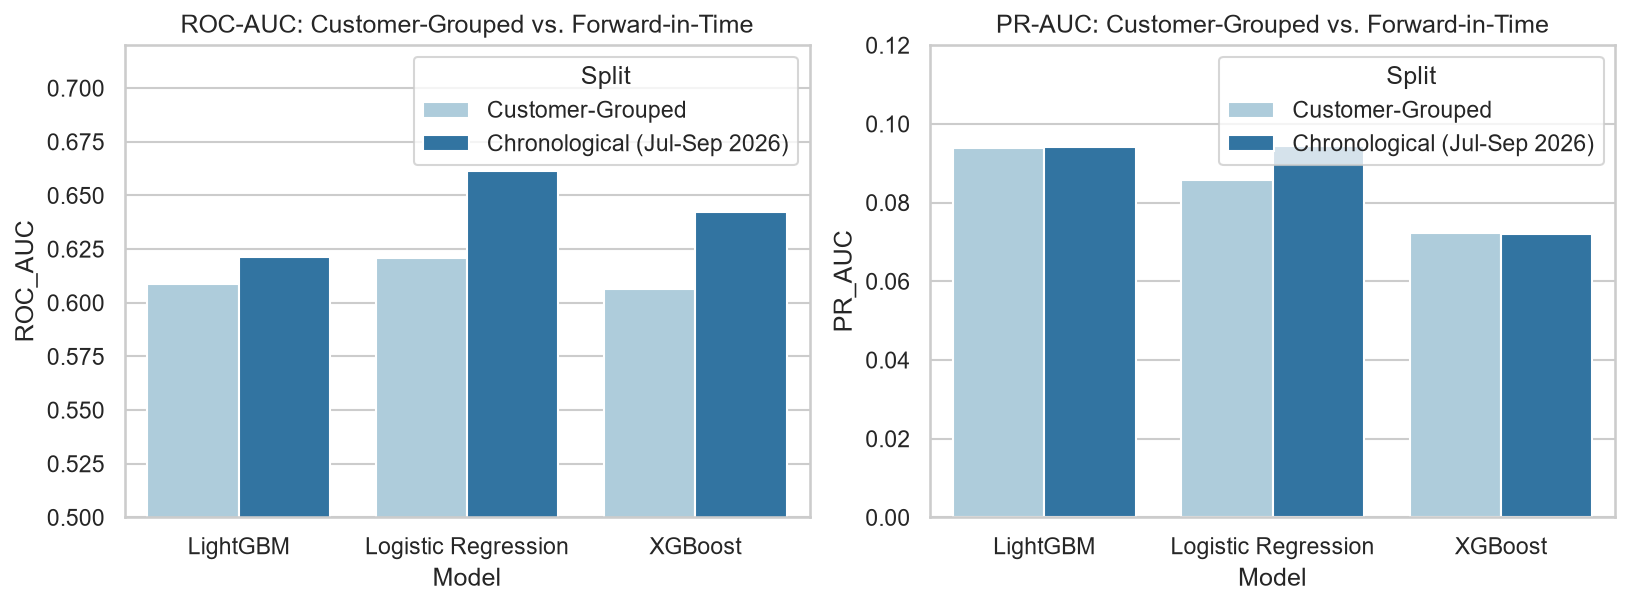 ROC-AUC: Customer-Grouped vs. Forward-in-Time
Split
Customer-Grouped
Chronological (Jul-Sep 2026)
ROC_AUC
0.700
0.675
0.650
0.625
0.600
0.575
0.550
0.525
0.500
LightGBM
Logistic Regression
XGBoost
Model
PR-AUC: Customer-Grouped vs. Forward-in-Time
Split
Customer-Grouped
Chronological (Jul-Sep 2026)
PR_AUC
0.12
0.10
0.08
0.06
0.04
0.02
0.00
LightGBM
Logistic Regression
XGBoost
Model